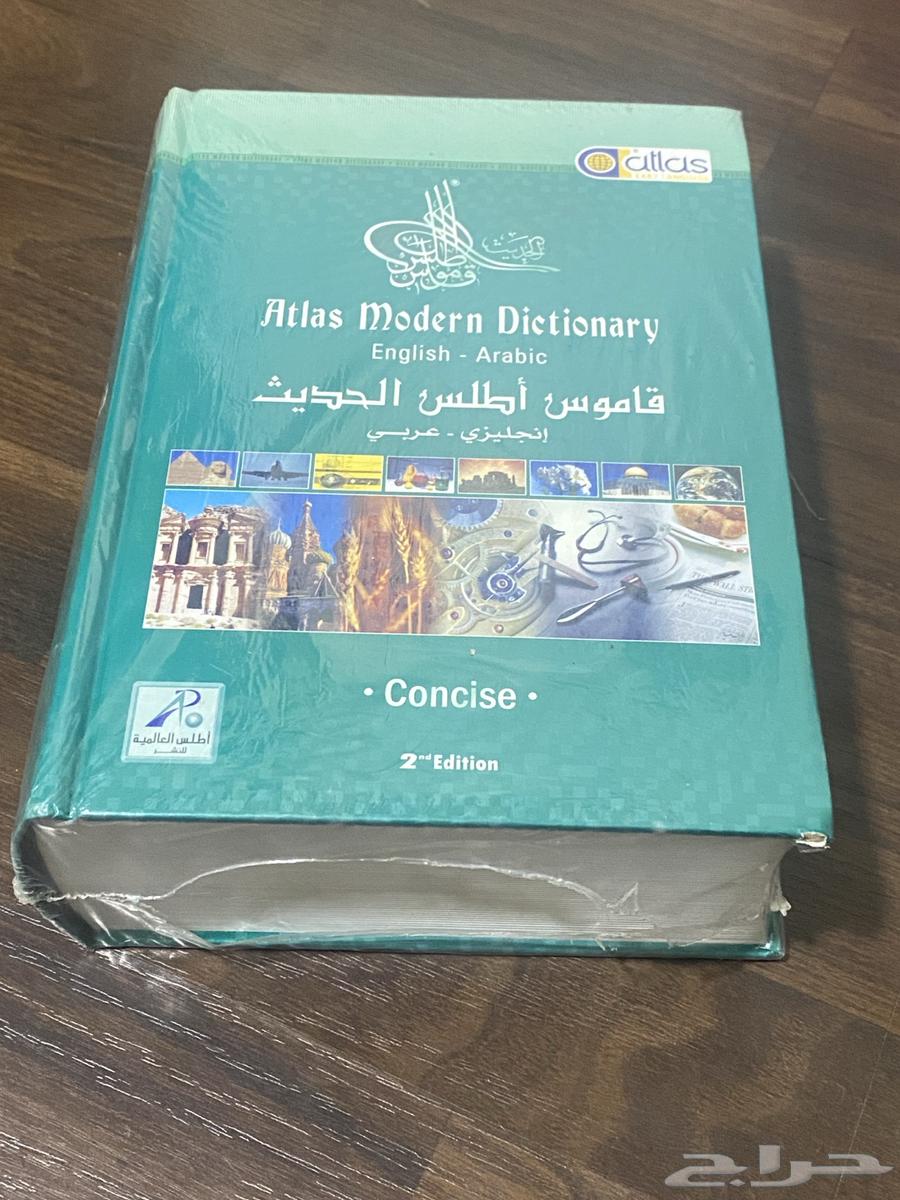 atlas
قاموس أطلس الحديث
Atlas Modern Dictionary
English - Arabic
قاموس أطلس الحديث
إنجليزي - عربي
• Concise •
أطلس العالمية
للنشر
2nd Edition
حراج